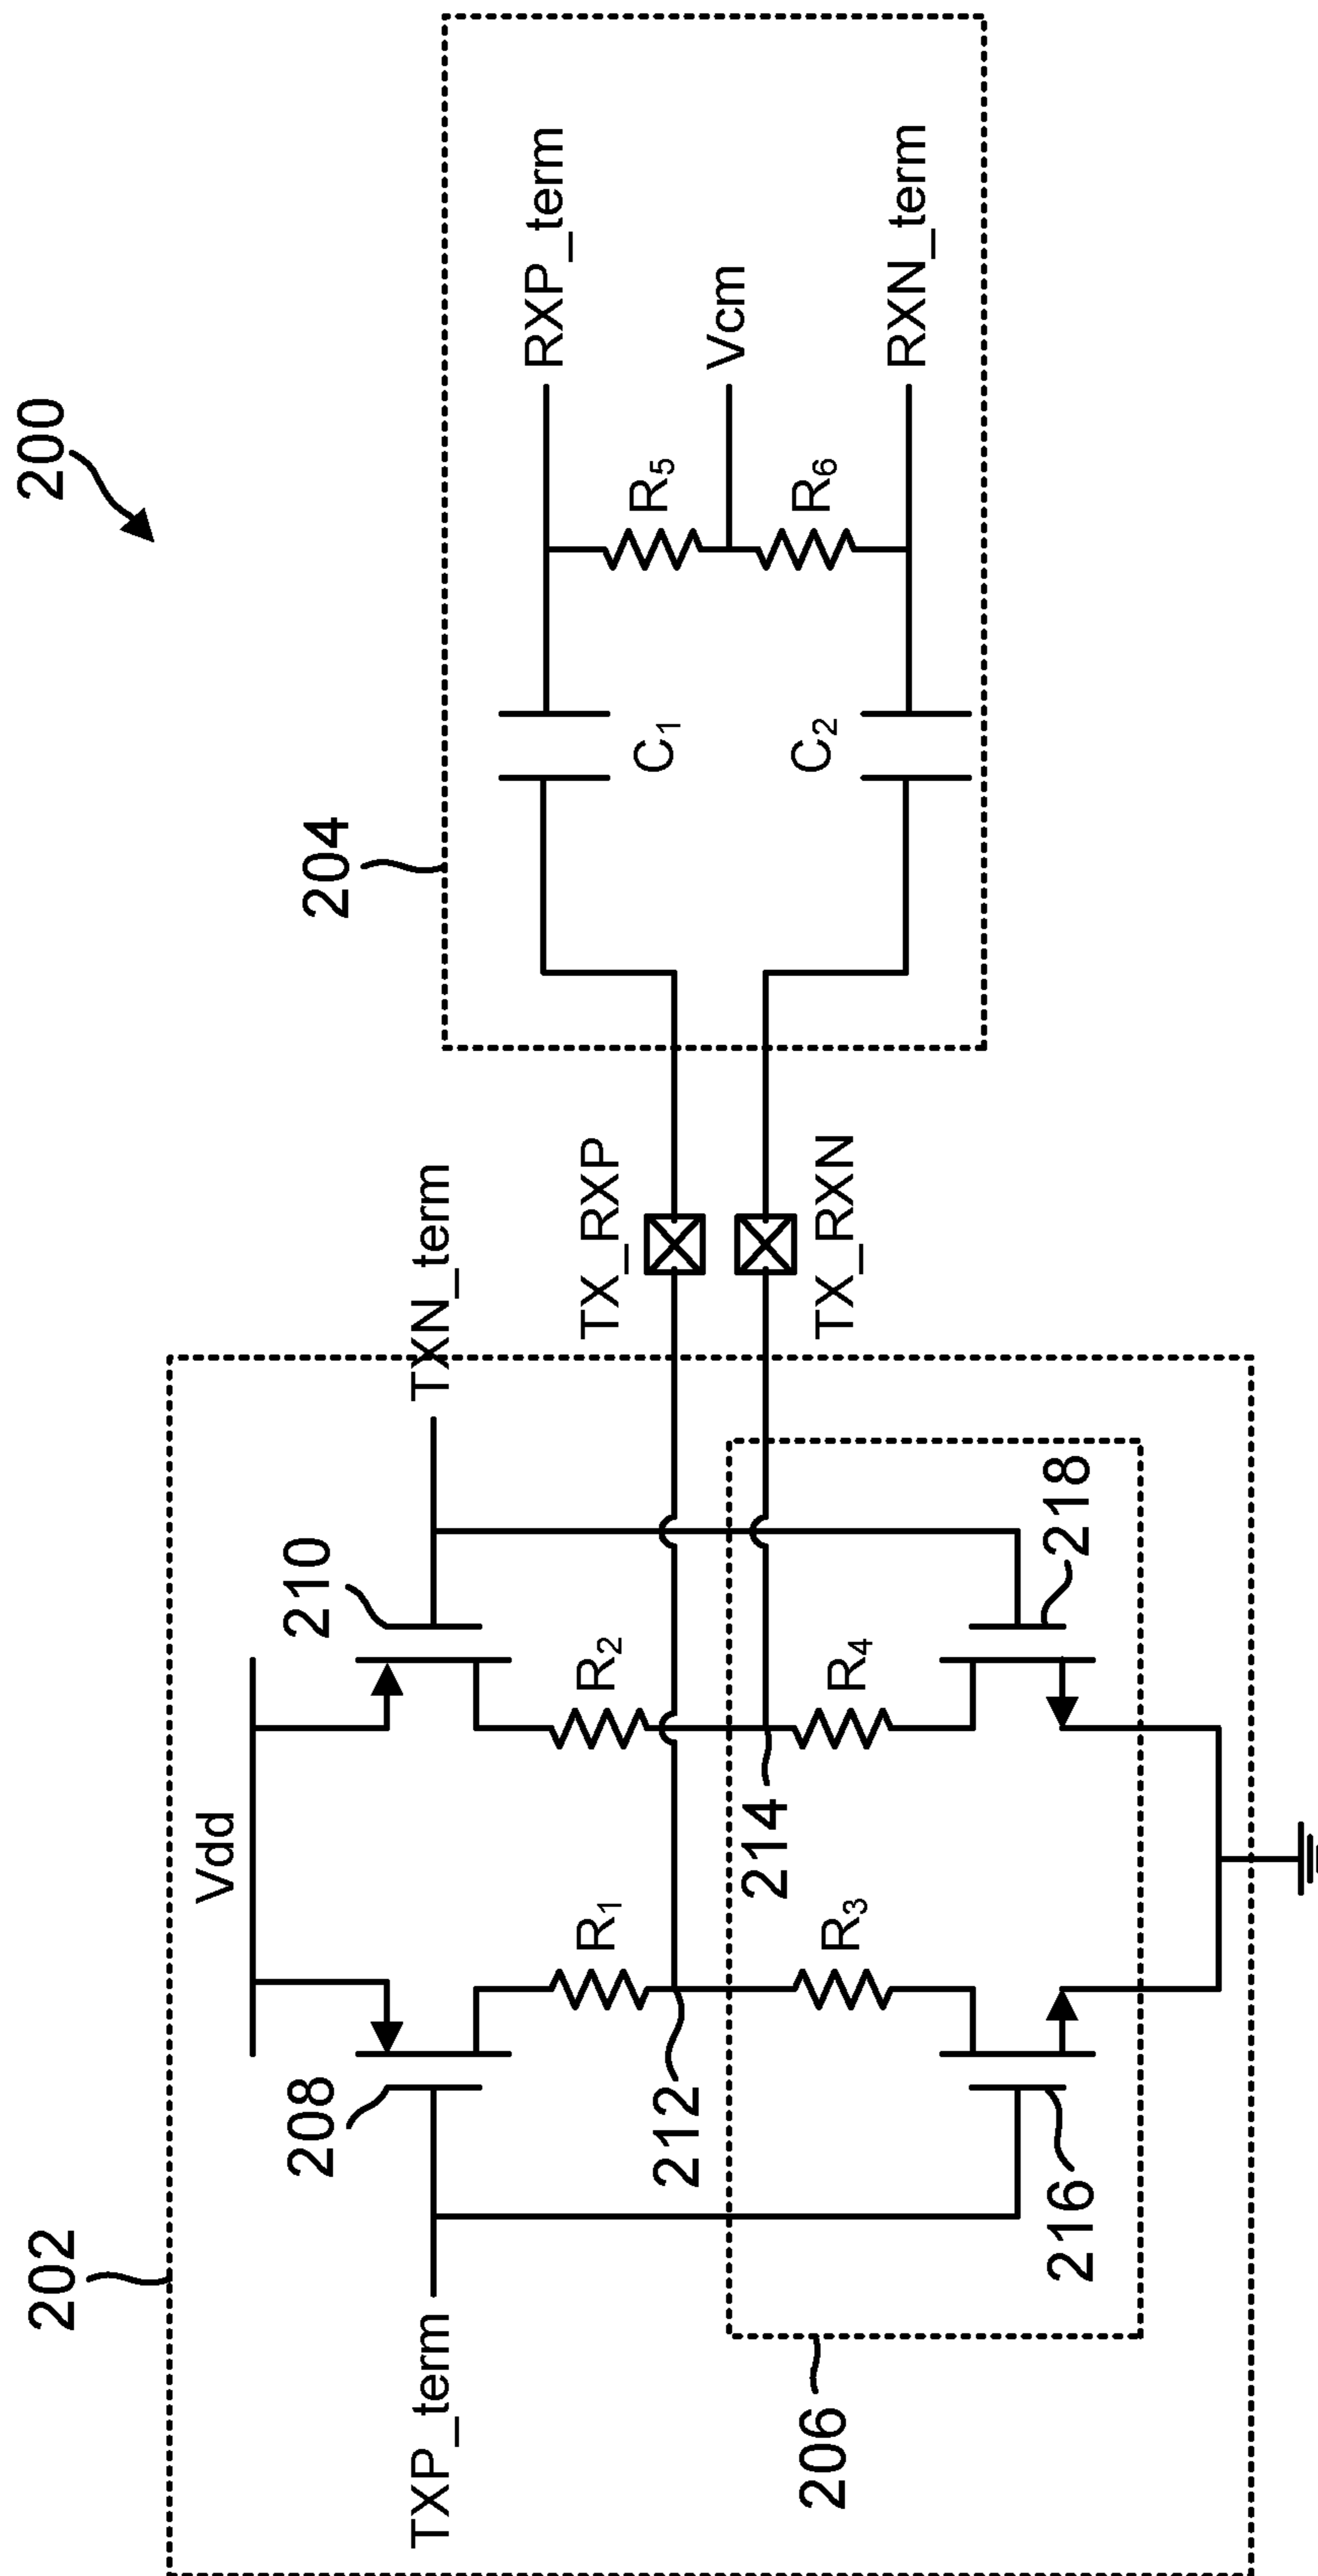 200
202
204
Vdd
208
210
TXP_term
TXN_term
RXP_term
R1
R2
TX_RXP
C1
R5
212
Vcm
214
TX_RXN
R3
R4
C2
R6
RXN_term
206
216
218